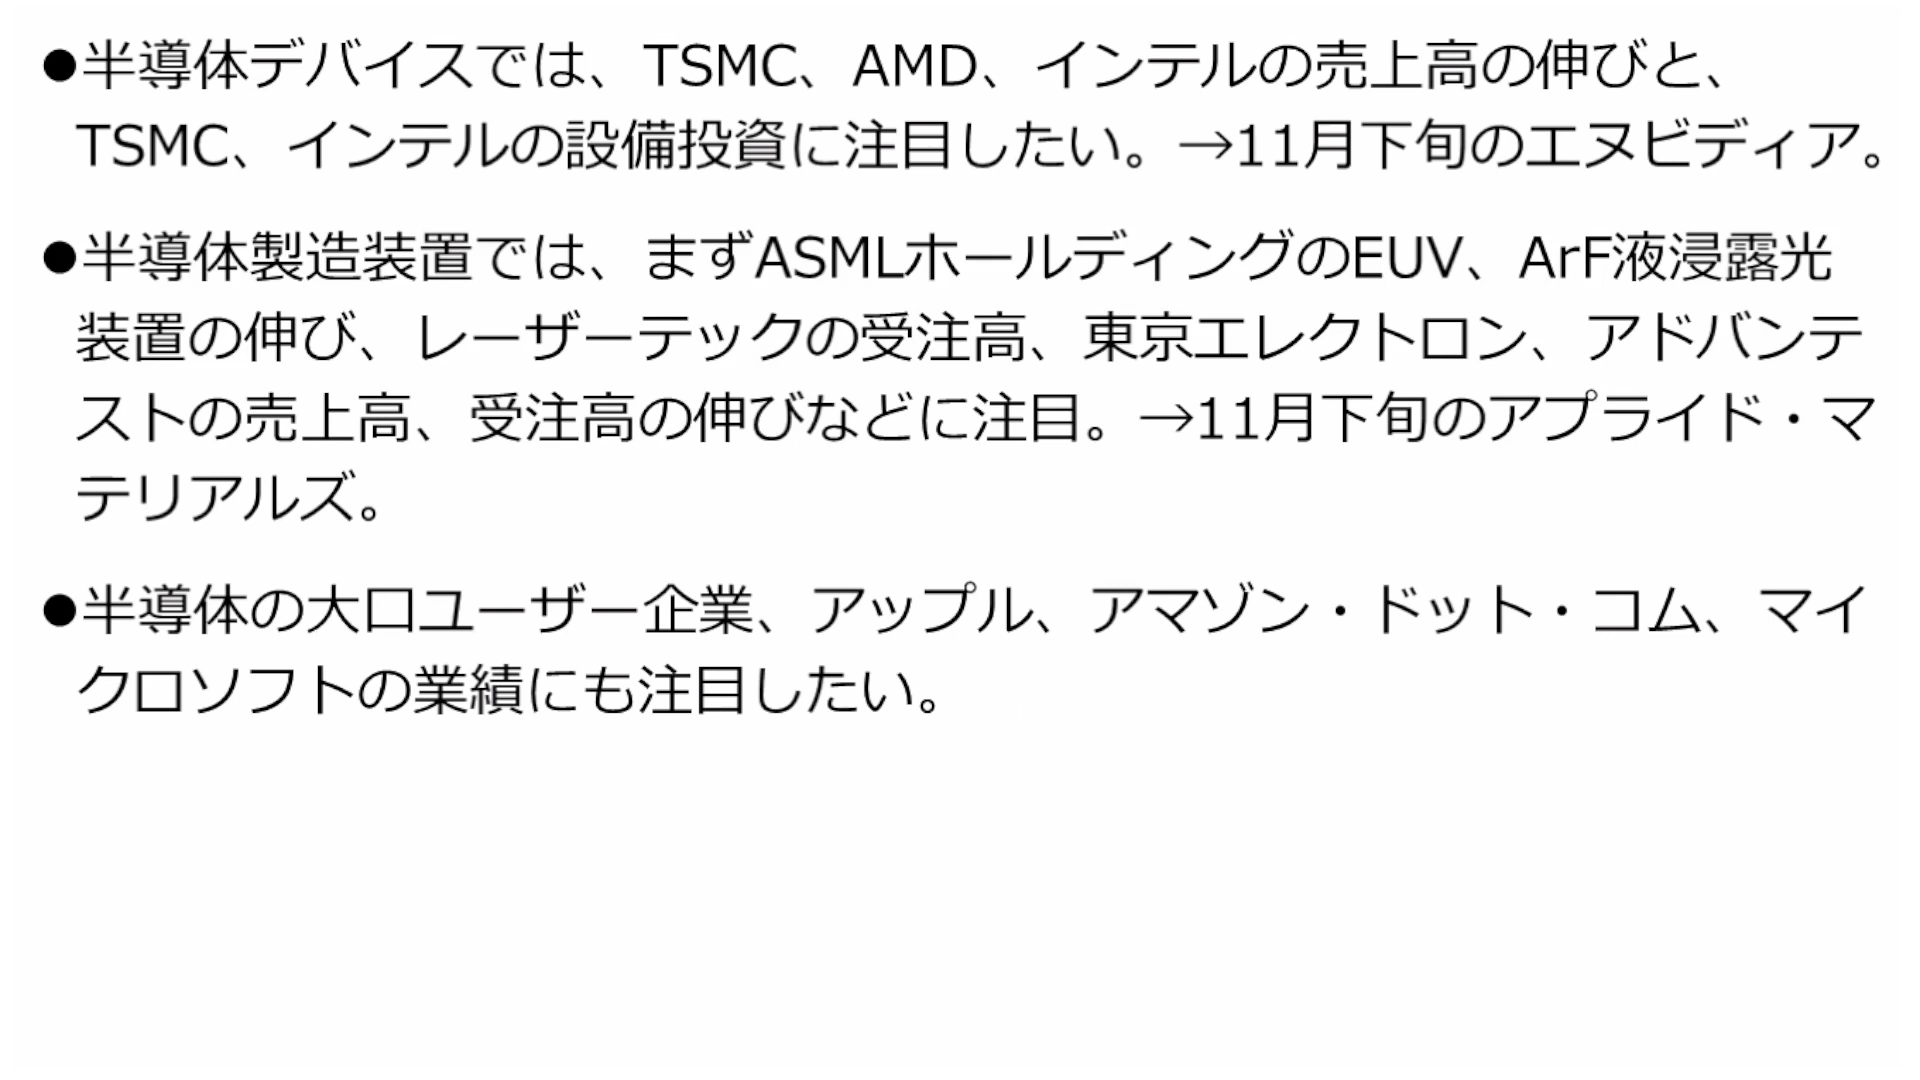 ●半導体デバイスでは、TSMC、AMD、インテルの売上高の伸びと、
TSMC、インテルの設備投資に注目したい。→11月下旬のエヌビディア。
●半導体製造装置では、まずASMLホールディングのEUV、ArF液浸露光
装置の伸び、レーザーテックの受注高、東京エレクトロン、アドバンテ
ストの売上高、受注高の伸びなどに注目。→11月下旬のアプライド・マ
テリアルズ。
●半導体の大口ユーザー企業、アップル、アマゾン・ドット・コム、マイ
クロソフトの業績にも注目したい。